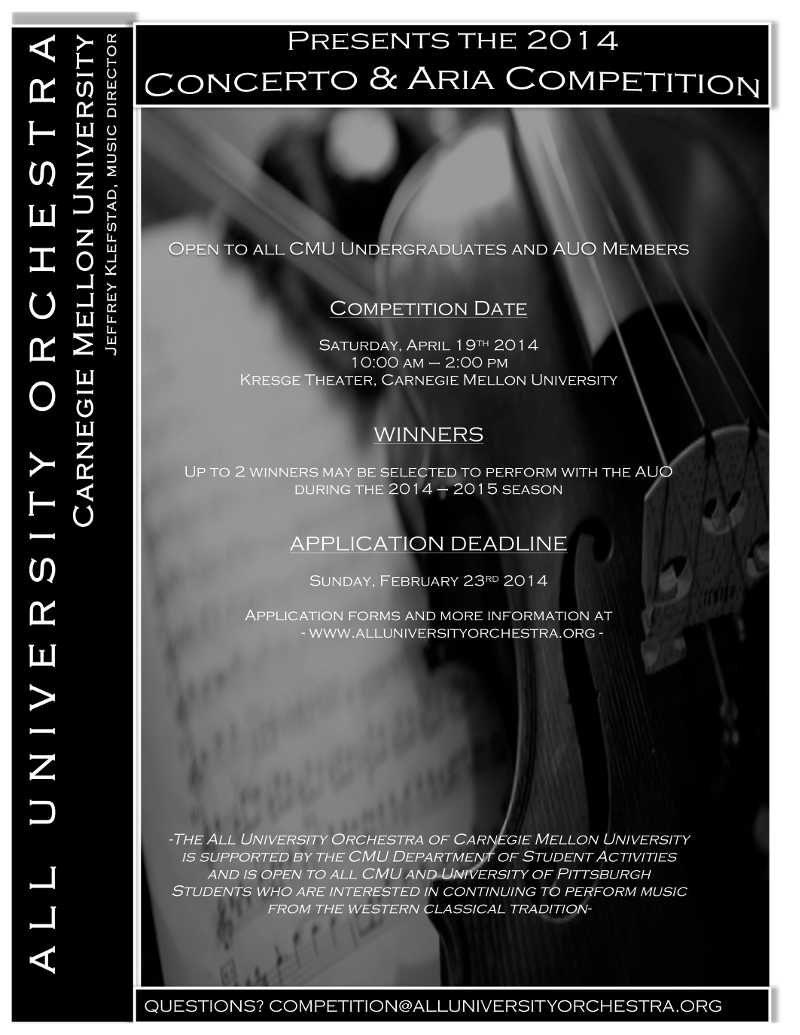 ALL UNIVERSITY ORCHESTRA
CARNEGIE MELLON UNIVERSITY
JEFFREY KLEFSTAD, MUSIC DIRECTOR
PRESENTS THE 2014
CONCERTO & ARIA COMPETITION
OPEN TO ALL CMU UNDERGRADUATES AND AUO MEMBERS
COMPETITION DATE
SATURDAY, APRIL 19TH 2014
10:00 AM – 2:00 PM
KRESGE THEATER, CARNEGIE MELLON UNIVERSITY
WINNERS
UP TO 2 WINNERS MAY BE SELECTED TO PERFORM WITH THE AUO
DURING THE 2014 – 2015 SEASON
APPLICATION DEADLINE
SUNDAY, FEBRUARY 23RD 2014
APPLICATION FORMS AND MORE INFORMATION AT
- WWW.ALLUNIVERSITYORCHESTRA.ORG -
-THE ALL UNIVERSITY ORCHESTRA OF CARNEGIE MELLON UNIVERSITY
IS SUPPORTED BY THE CMU DEPARTMENT OF STUDENT ACTIVITIES
AND IS OPEN TO ALL CMU AND UNIVERSITY OF PITTSBURGH
STUDENTS WHO ARE INTERESTED IN CONTINUING TO PERFORM MUSIC
FROM THE WESTERN CLASSICAL TRADITION-
QUESTIONS? COMPETITION@ALLUNIVERSITYORCHESTRA.ORG